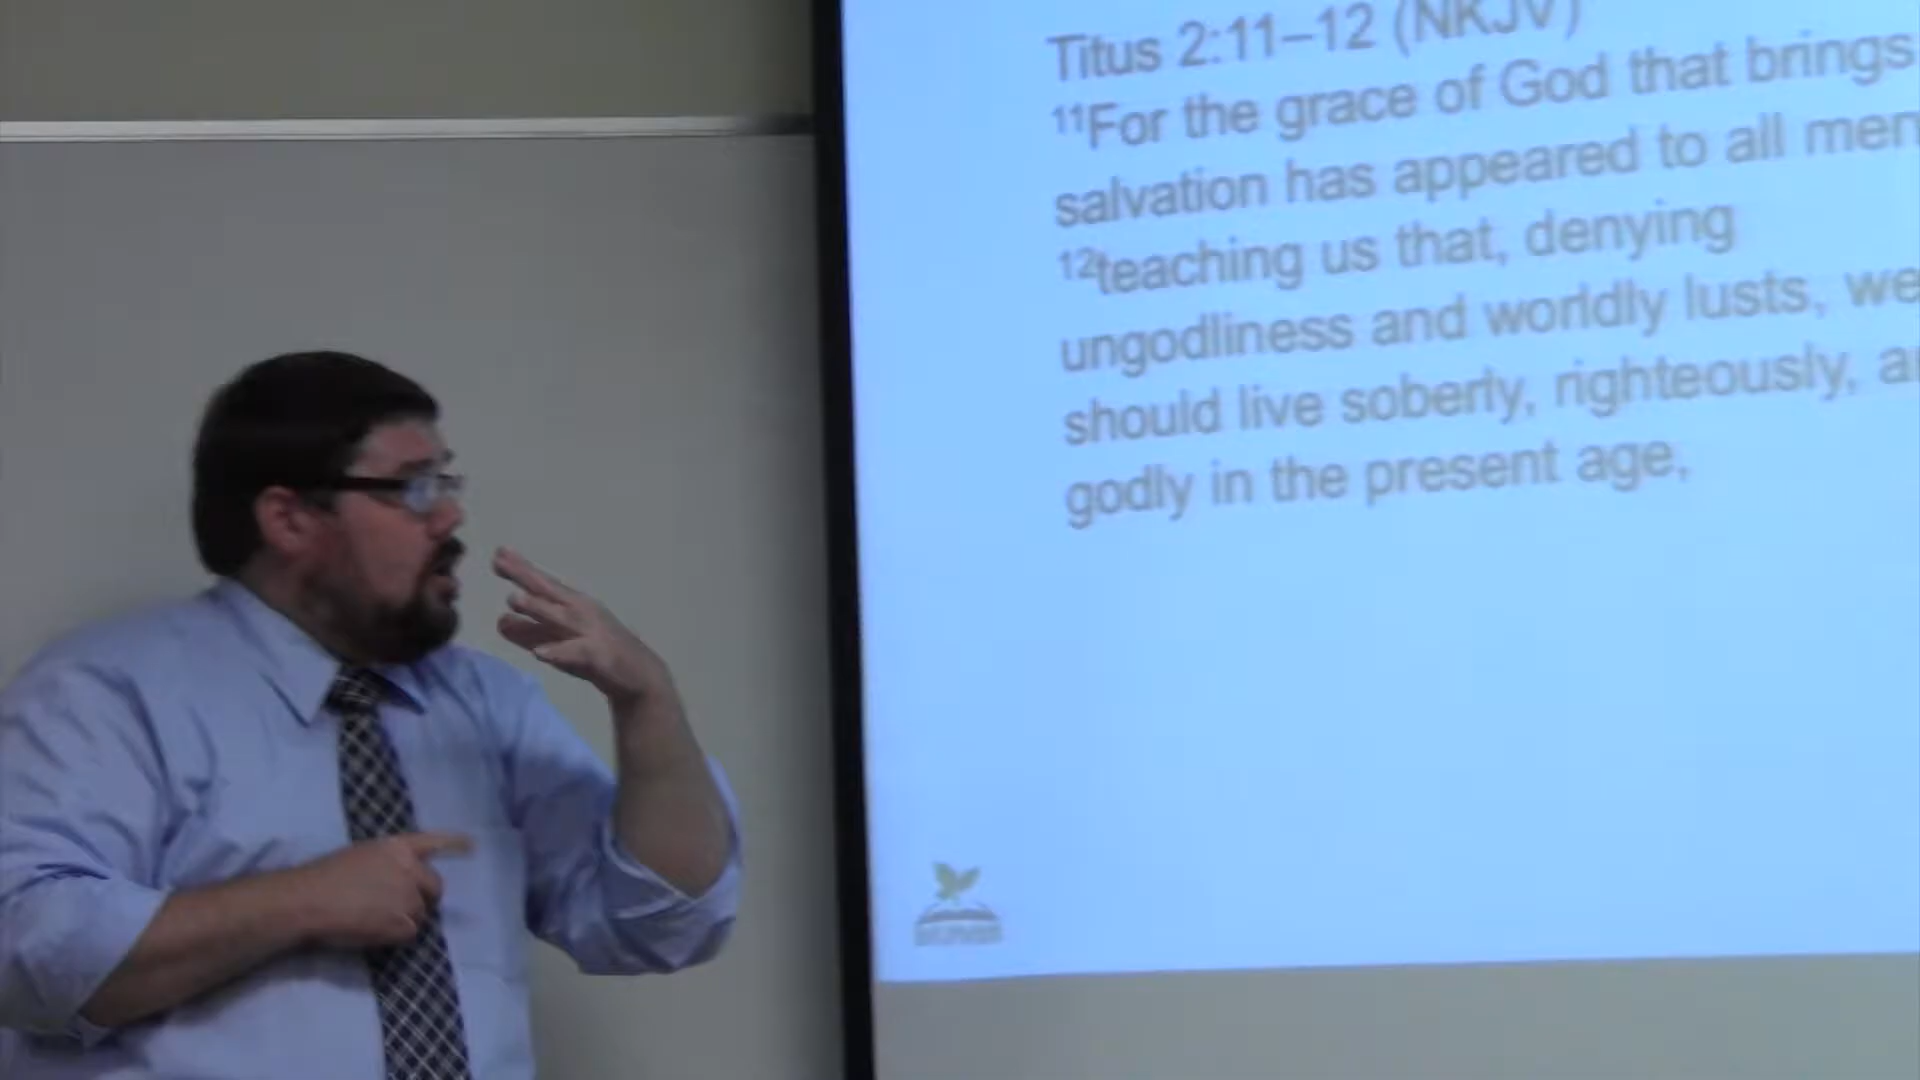 Titus 2:11–12 (NKJV)
¹¹For the grace of God that brings
salvation has appeared to all men
¹²teaching us that, denying
ungodliness and worldly lusts, we
should live soberly, righteously, a
godly in the present age,